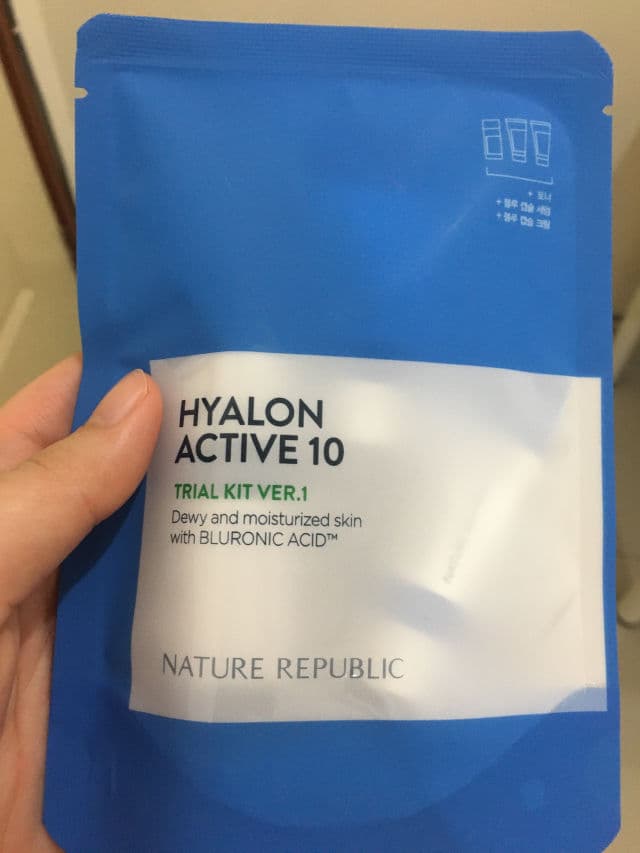 HYALON
ACTIVE 10
TRIAL KIT VER.1
Dewy and moisturized skin
with BLURONIC ACID™
NATURE REPUBLIC